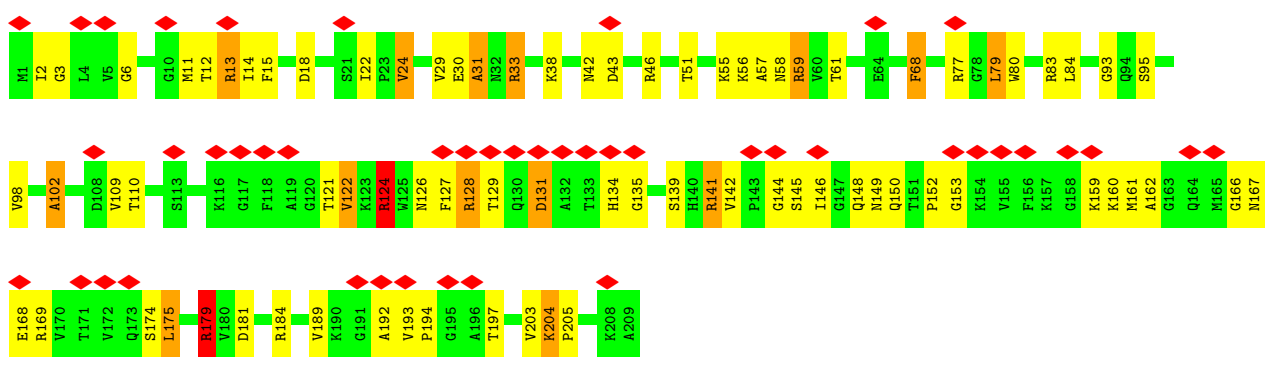 M1 I2 G3 L4 V5 G6 G10 M11 T12 R13 I14 F15 D18 S21 I22 P23 V24 V29 E30 A31 N32 R33 K38 N42 D43 R46 T51 K55 K56 A57 N58 R59 V60 T61 E64 F68 R77 G78 L79 W80 R83 L84 G93 Q94 S95
V98 A102 D108 V109 T110 S113 K116 G117 F118 A119 G120 T121 V122 K123 R124 W125 N126 F127 R128 T129 Q130 D131 A132 T133 H134 G135 S139 H140 R141 V142 P143 G144 S145 I146 G147 Q148 N149 Q150 T151 P152 G153 K154 V155 F156 K157 G158 K159 K160 M161 A162 G163 Q164 M165 G166 N167
E168 R169 V170 T171 V172 Q173 S174 L175 R179 V180 D181 R184 V189 K190 G191 A192 V193 P194 G195 A196 T197 V203 K204 P205 K208 A209